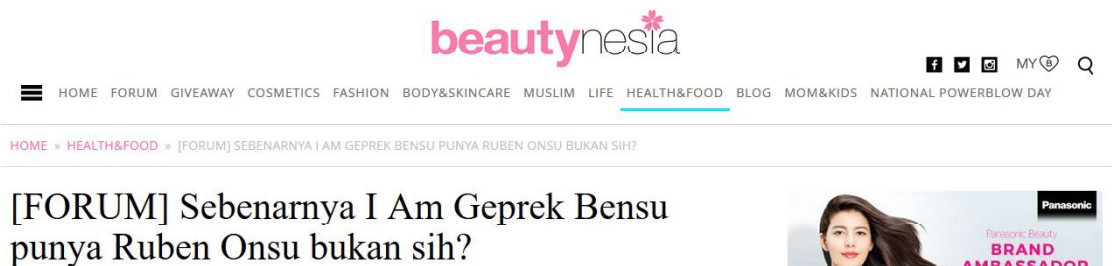 beautynesia
MY B
HOME FORUM GIVEAWAY COSMETICS FASHION BODY&SKINCARE MUSLIM LIFE HEALTH&FOOD BLOG MOM&KIDS NATIONAL POWERBLOW DAY
HOME » HEALTH&FOOD » [FORUM] SEBENARNYA I AM GEPREK BENSU PUNYA RUBEN ONSU BUKAN SIH?
[FORUM] Sebenarnya I Am Geprek Bensu
punya Ruben Onsu bukan sih?
Panasonic
Panasonic Beauty
BRAND
AMBASSADOR